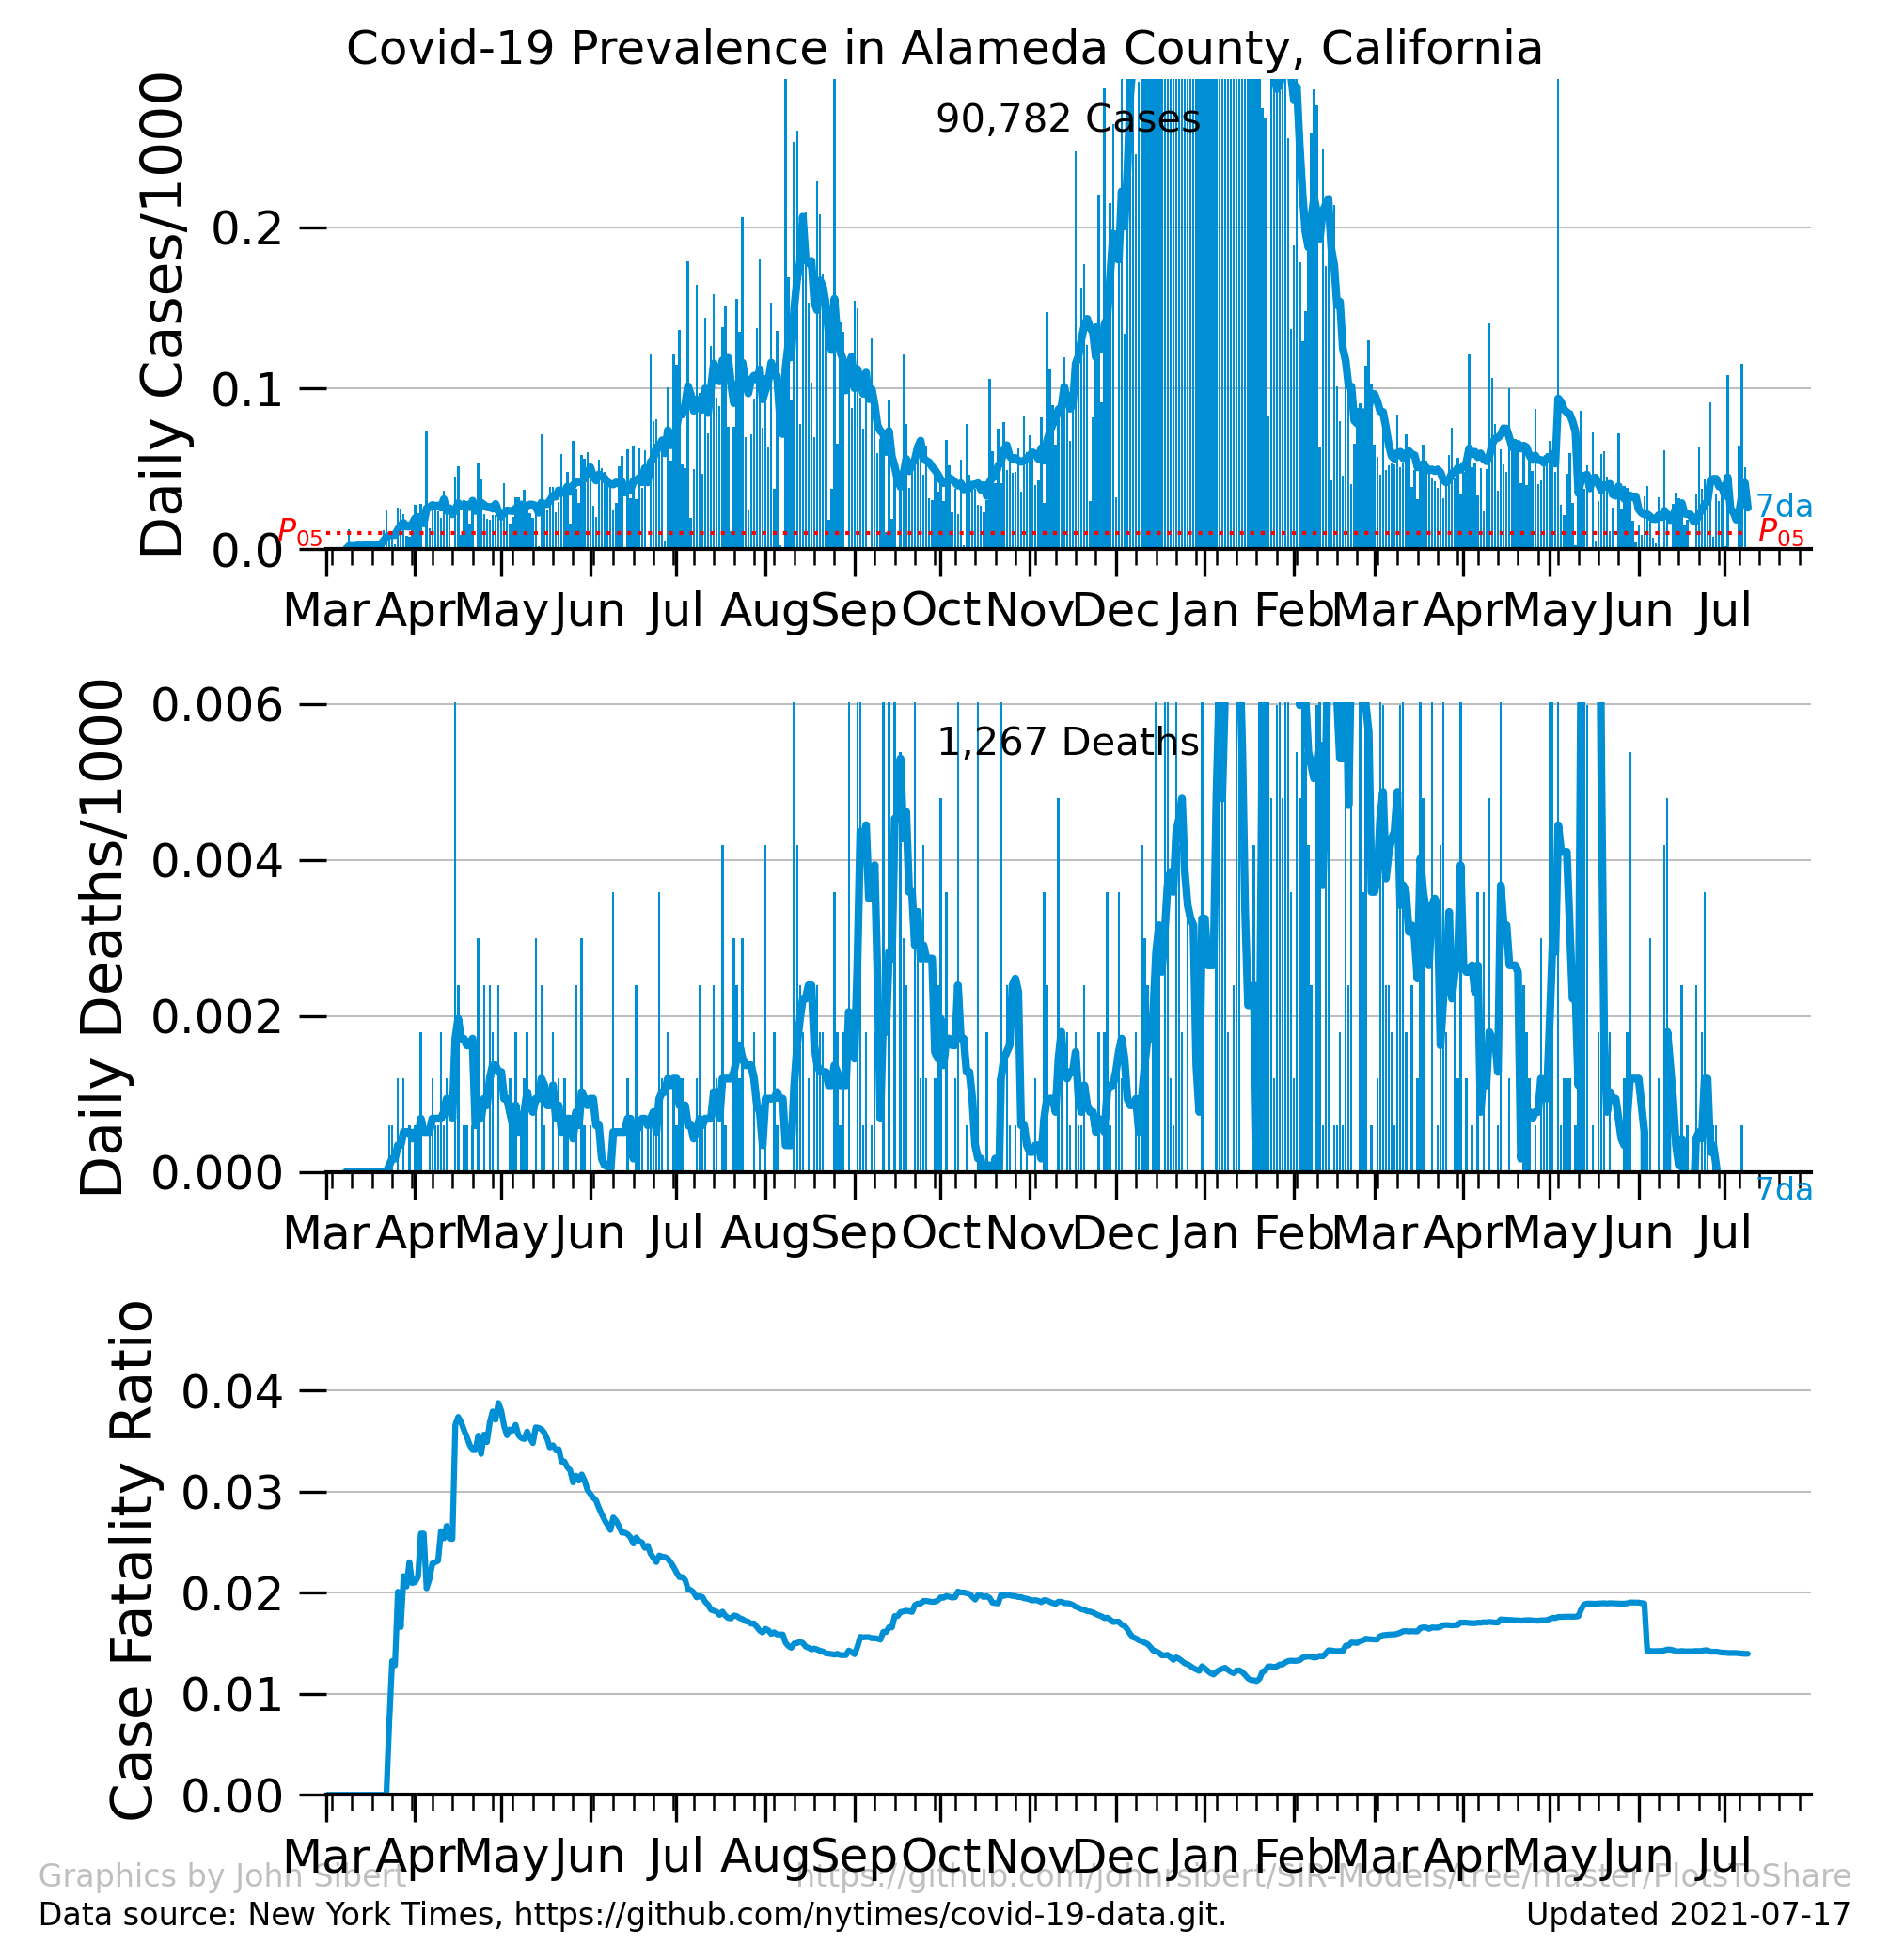 Covid-19 Prevalence in Alameda County, California
Daily Cases/1000
90,782 Cases
0.2
0.1
0.0
P05
7da
P05
Mar Apr May Jun Jul Aug Sep Oct Nov Dec Jan Feb Mar Apr May Jun Jul
Daily Deaths/1000
1,267 Deaths
0.006
0.004
0.002
0.000
7da
Mar Apr May Jun Jul Aug Sep Oct Nov Dec Jan Feb Mar Apr May Jun Jul
Case Fatality Ratio
0.04
0.03
0.02
0.01
0.00
Mar Apr May Jun Jul Aug Sep Oct Nov Dec Jan Feb Mar Apr May Jun Jul
Graphics by John Sibert https://github.com/johnrsibert/SIR-Models/tree/master/PlotsToShare
Data source: New York Times, https://github.com/nytimes/covid-19-data.git. Updated 2021-07-17